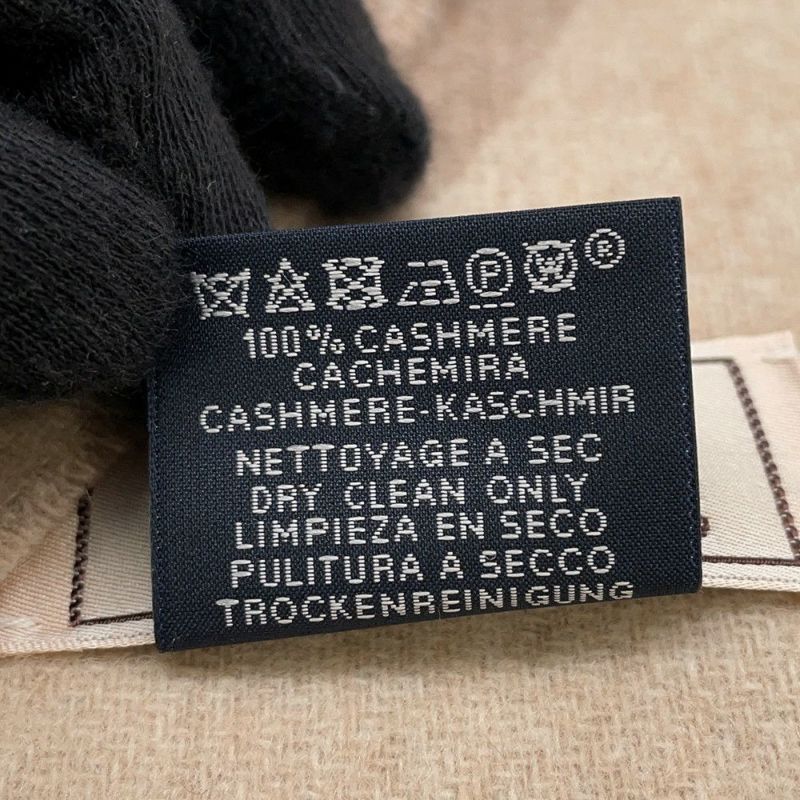 P W ®
100% CASHMERE
CACHEMIRA
CASHMERE-KASCHMIR
NETTOYAGE A SEC
DRY CLEAN ONLY
LIMPIEZA EN SECO
PULITURA A SECCO
TROCKENREINIGUNG